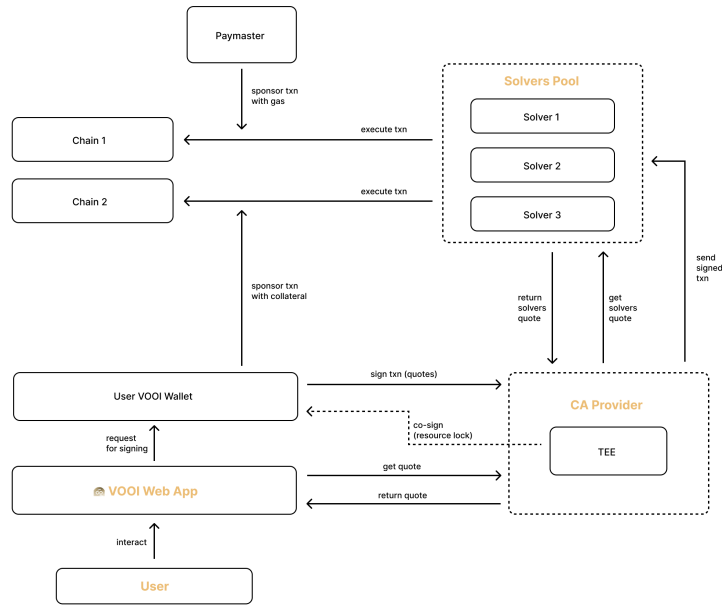 Paymaster
sponsor txn
with gas
Solvers Pool
Solver 1
Solver 2
Solver 3
Chain 1
execute txn
Chain 2
execute txn
sponsor txn
with collateral
return
solvers
quote
get
solvers
quote
send
signed
txn
User VOOI Wallet
sign txn (quotes)
CA Provider
TEE
co-sign
(resource lock)
request
for signing
VOOI Web App
get quote
return quote
interact
User